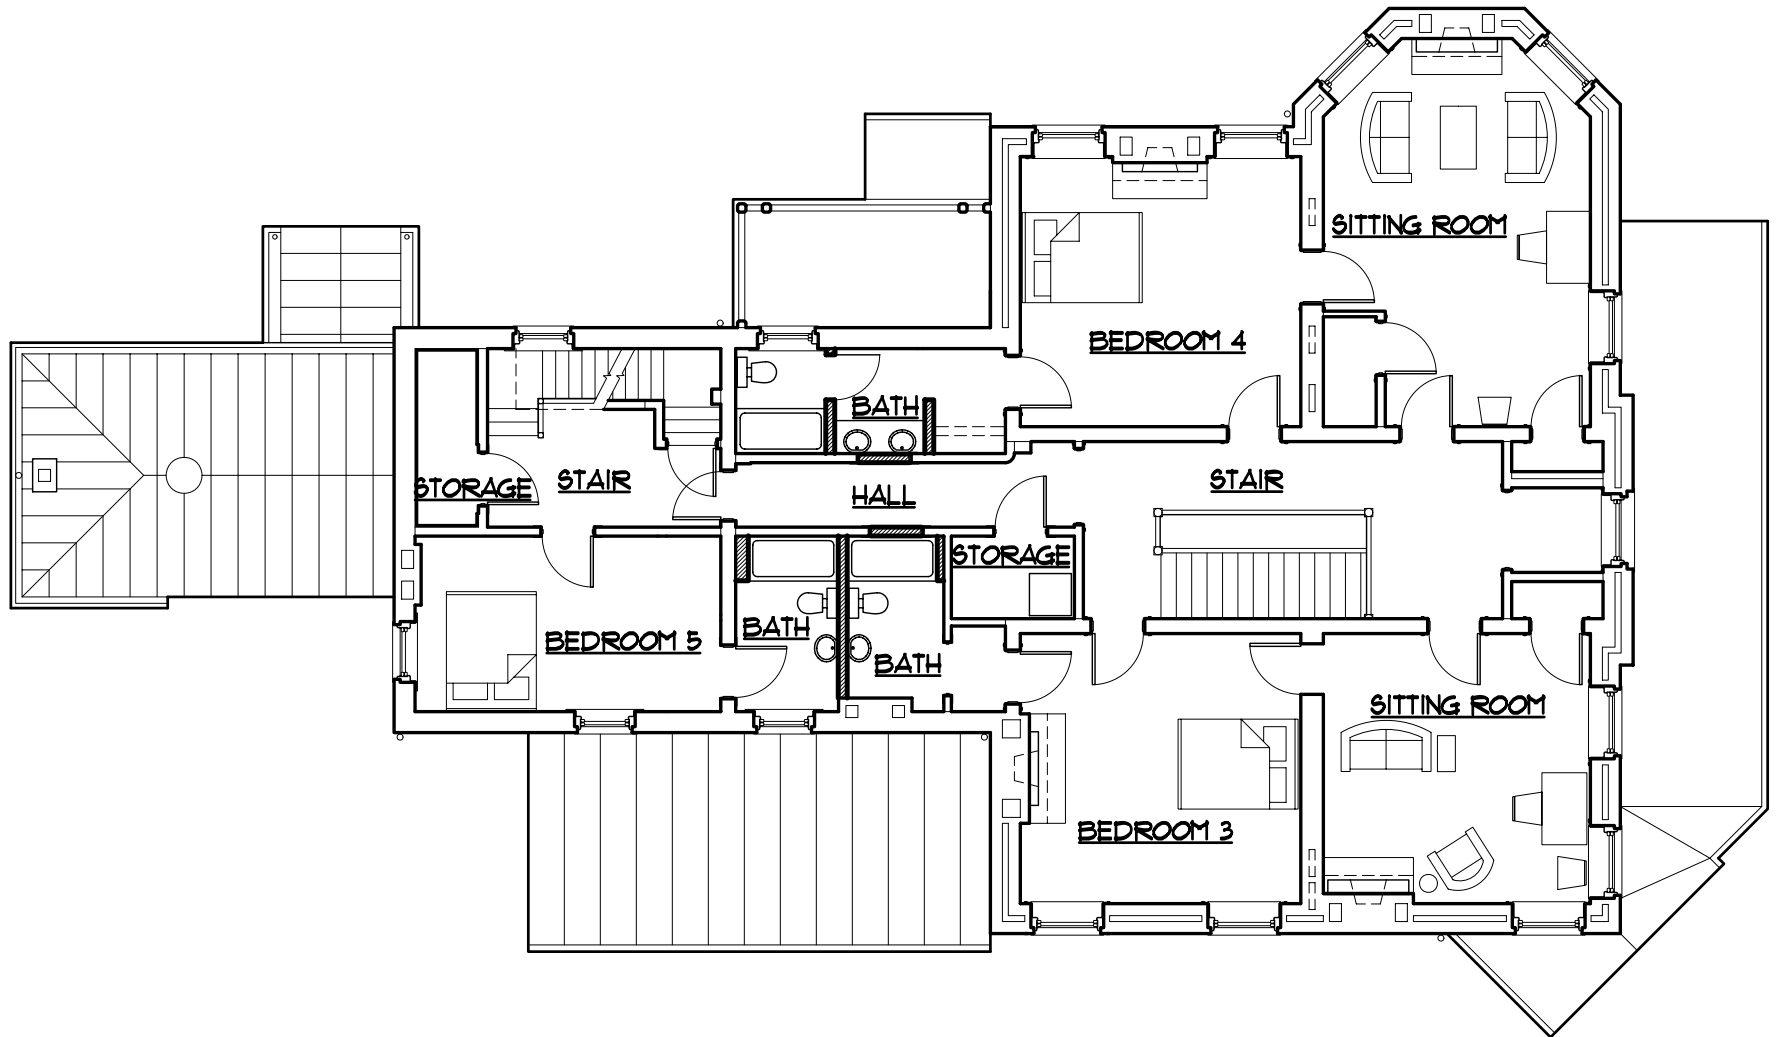 SITTING ROOM
BEDROOM 4
BATH
STORAGE
STAIR
HALL
STAIR
STORAGE
BEDROOM 5
BATH
BATH
SITTING ROOM
BEDROOM 3